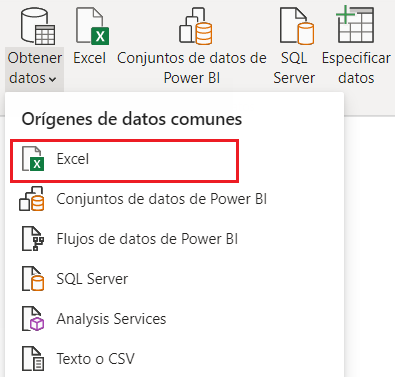 Obtener datos
Excel
Conjuntos de datos de Power BI
SQL Server
Especificar datos
Orígenes de datos comunes
Excel
Conjuntos de datos de Power BI
Flujos de datos de Power BI
SQL Server
Analysis Services
Texto o CSV